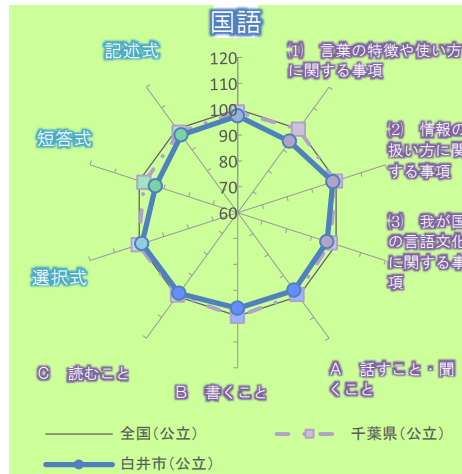 国語
記述式
⑴　言葉の特徴や使い方
に関する事項
120
110
100
90
80
70
60
短答式
⑵　情報の
扱い方に関
する事項
⑶　我が国
の言語文化
に関する事
項
選択式
C　読むこと
B　書くこと
A　話すこと・聞
くこと
全国（公立）
千葉県（公立）
白井市（公立）